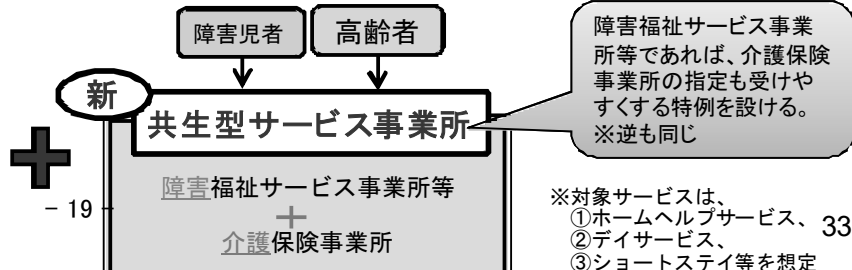 障害児者
高齢者
新
共生型サービス事業所
障害福祉サービス事業所等
＋
介護保険事業所
障害福祉サービス事業
所等であれば、介護保険
事業所の指定も受けや
すくする特例を設ける。
※逆も同じ
※対象サービスは、
①ホームヘルプサービス、
②デイサービス、
③ショートステイ等を想定
33
- 19 -